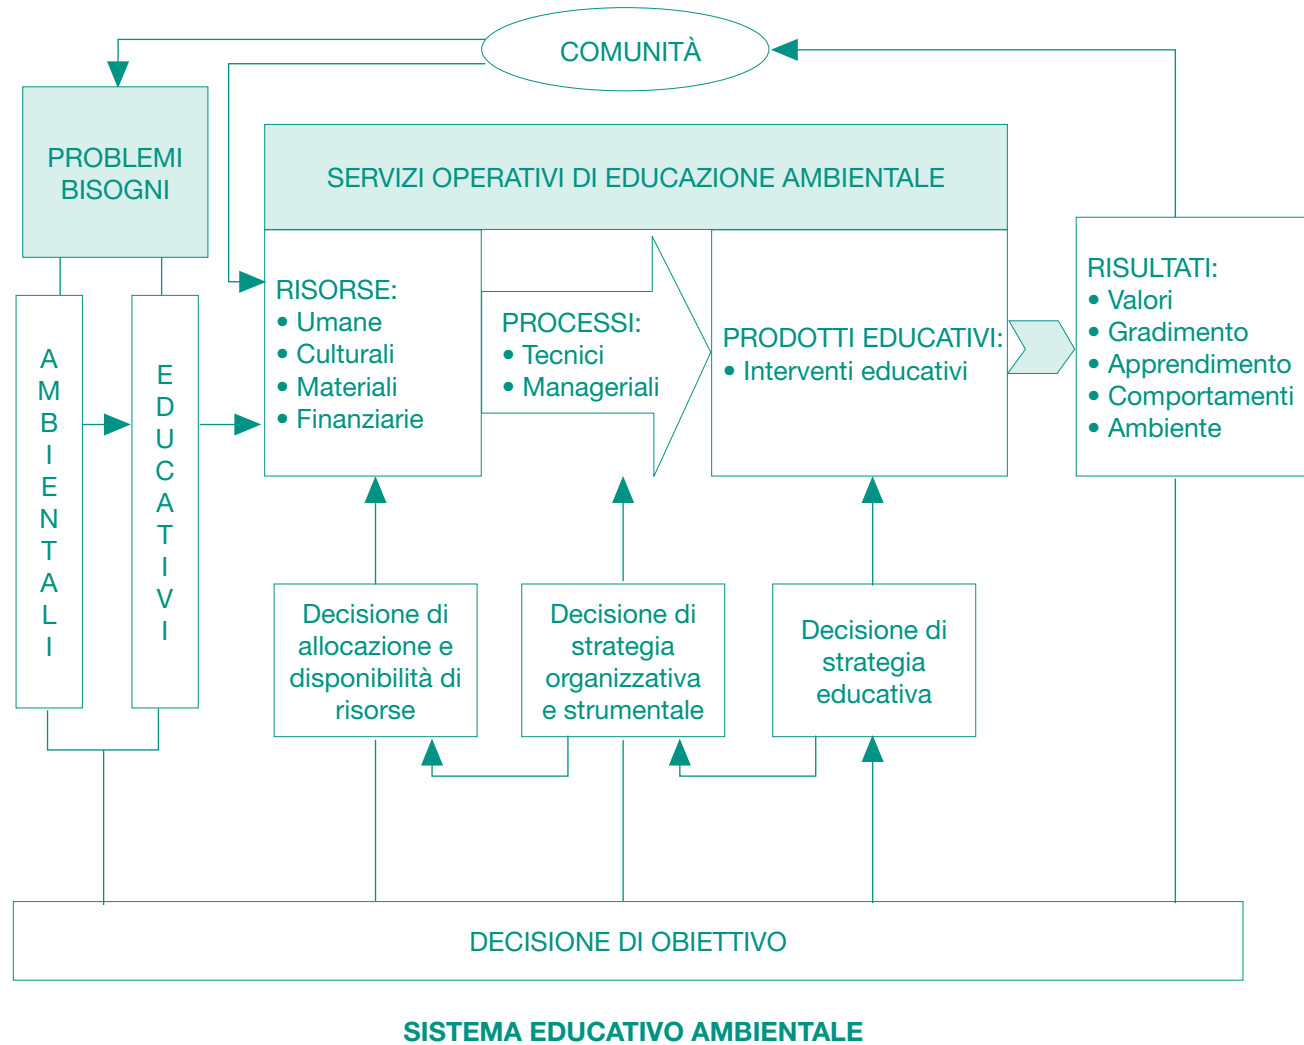 COMUNITÀ
PROBLEMI
BISOGNI
SERVIZI OPERATIVI DI EDUCAZIONE AMBIENTALE
AMBIENTALI
EDUCATIVI
RISORSE:
• Umane
• Culturali
• Materiali
• Finanziarie
PROCESSI:
• Tecnici
• Manageriali
PRODOTTI EDUCATIVI:
• Interventi educativi
RISULTATI:
• Valori
• Gradimento
• Apprendimento
• Comportamenti
• Ambiente
Decisione di
allocazione e
disponibilità di
risorse
Decisione di
strategia
organizzativa
e strumentale
Decisione di
strategia
educativa
DECISIONE DI OBIETTIVO
SISTEMA EDUCATIVO AMBIENTALE